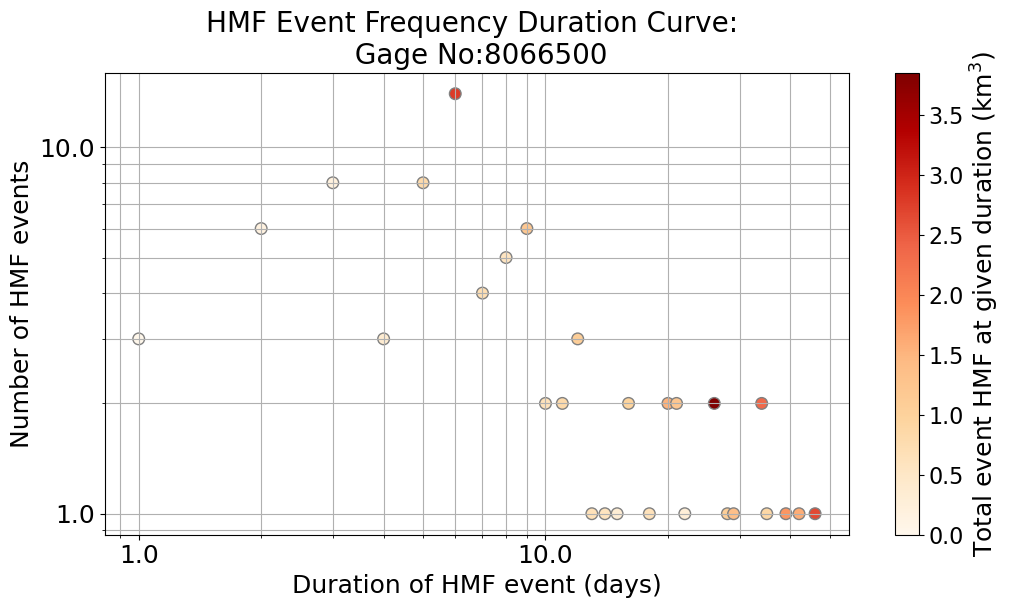 HMF Event Frequency Duration Curve:
Gage No:8066500
Number of HMF events
10.0
1.0
1.0
10.0
Duration of HMF event (days)
3.5
3.0
2.5
2.0
1.5
1.0
0.5
0.0
Total event HMF at given duration (km³)